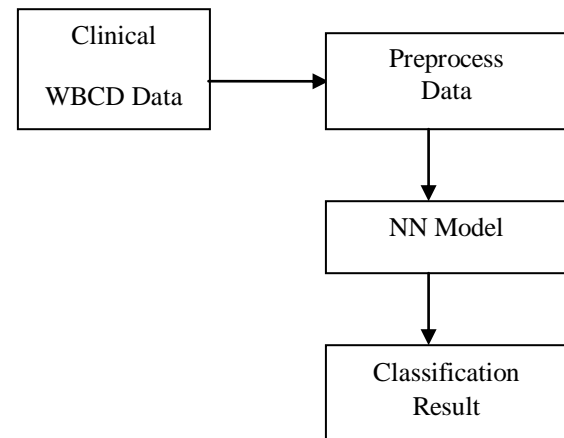 Clinical
WBCD Data
Preprocess
Data
NN Model
Classification
Result